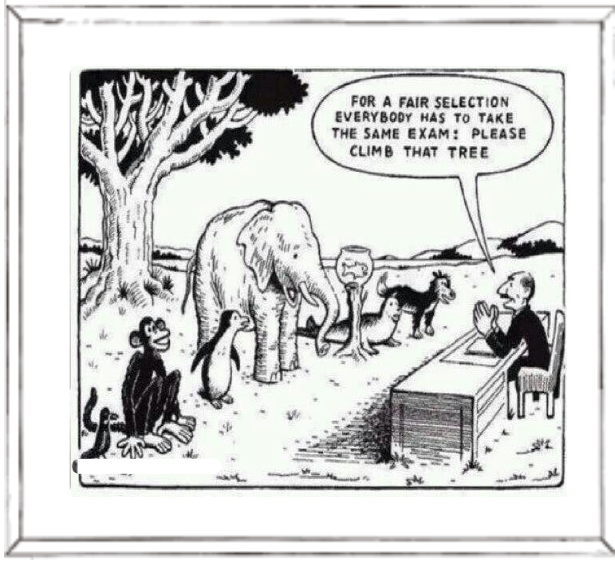 FOR A FAIR SELECTION
EVERYBODY HAS TO TAKE
THE SAME EXAM: PLEASE
CLIMB THAT TREE